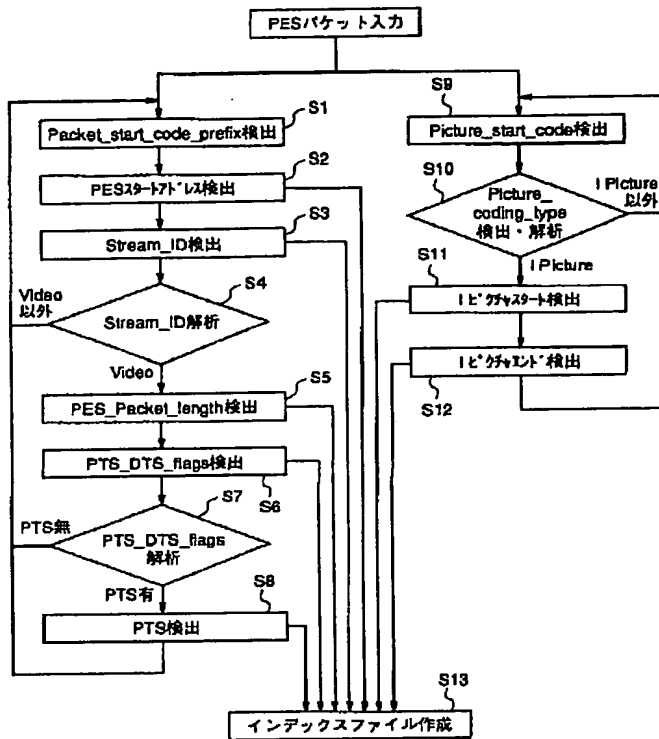 PESパケット入力
S1
Packet_start_code_prefix検出
S2
PESスタートアドレス検出
S3
Stream_ID検出
S4
Video
以外
Stream_ID解析
Video
S5
PES_Packet_length検出
PTS_DTS_flags検出
S6
S7
PTS無
PTS_DTS_flags
解析
PTS有
S8
PTS検出
S9
Picture_start_code検出
S10
Picture_
coding_type
検出・解析
I Picture
以外
I Picture
S11
Iピクチャスタート検出
Iピクチャエンド検出
S12
S13
インデックスファイル作成